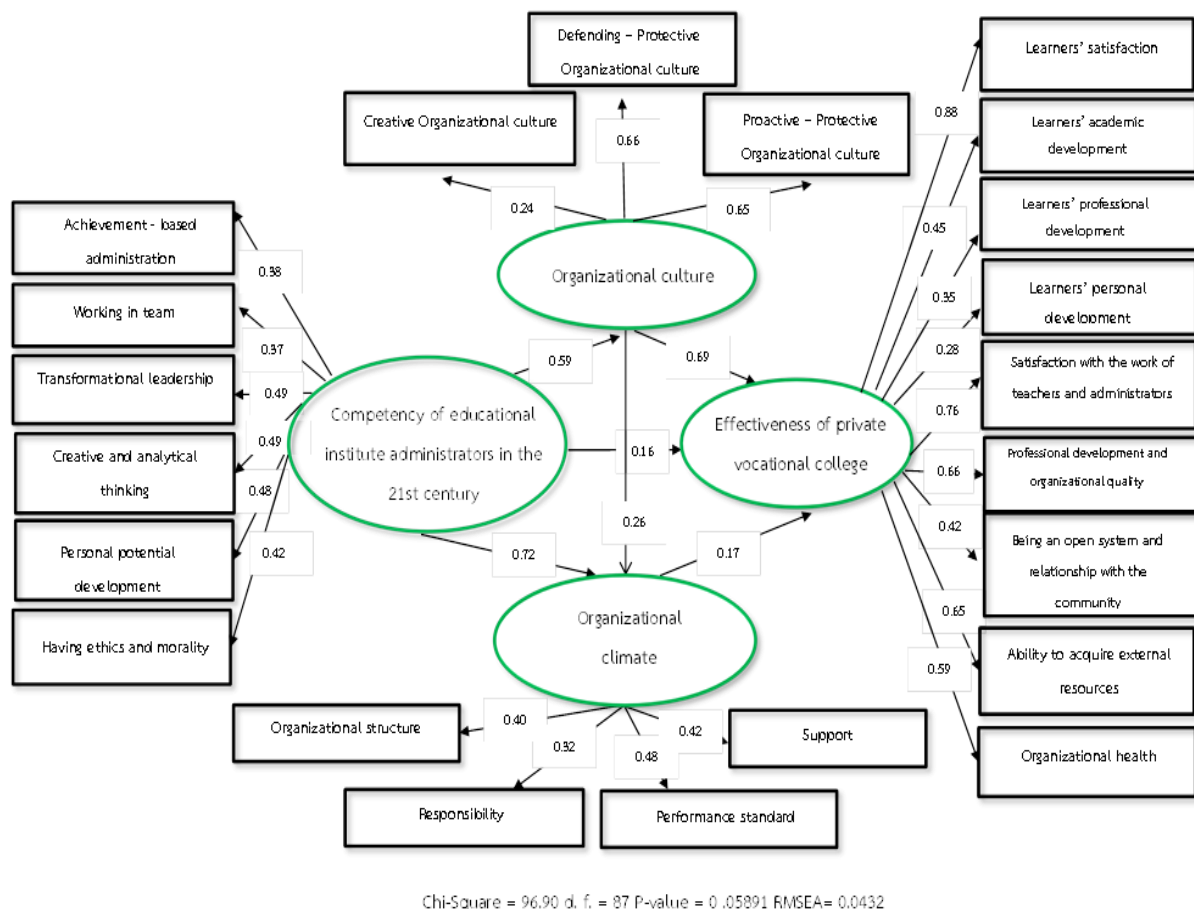 Defending – Protective
Organizational culture
Creative Organizational culture
Proactive – Protective
Organizational culture
0.24
0.66
0.65
Organizational culture
Achievement - based
administration
Working in team
Transformational leadership
Creative and analytical
thinking
Personal potential
development
Having ethics and morality
0.38
0.37
0.49
0.49
0.48
0.42
Competency of educational
institute administrators in the
21st century
0.59
0.69
0.16
0.26
0.72
0.17
Effectiveness of private
vocational college
Organizational
climate
0.40
0.32
0.48
0.42
Organizational structure
Responsibility
Performance standard
Support
0.88
0.45
0.35
0.28
0.76
0.66
0.42
0.65
0.59
Learners' satisfaction
Learners' academic
development
Learners' professional
development
Learners' personal
development
Satisfaction with the work of
teachers and administrators
Professional development and
organizational quality
Being an open system and
relationship with the
community
Ability to acquire external
resources
Organizational health
Chi-Square = 96.90 d. f. = 87 P-value = 0 .05891 RMSEA= 0.0432